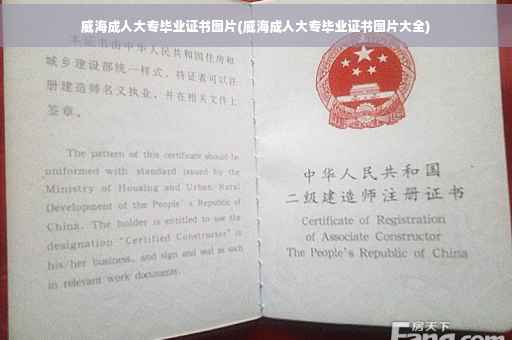 威海成人大专毕业证书图片(威海成人大专毕业证书图片大全)
本证书由中华人民共和国住房和
城乡建设部统一样式，持证者可以注
册建造师名义执业，并在相关文件上
签章。
The pattern of this certificate should be
uniformed with standard issued by the
Ministry of Housing and Urban Rural
Development of the People's Republic of
China. The holder is entitled to use the
designation "Certified Constructor" in
his/her business, and sign and seal as such
in relevant work documents.
中华人民共和国
二级建造师注册证书
Certificate of Registration
of Associate Constructor
The People's Republic of China
房天下
Fang.com